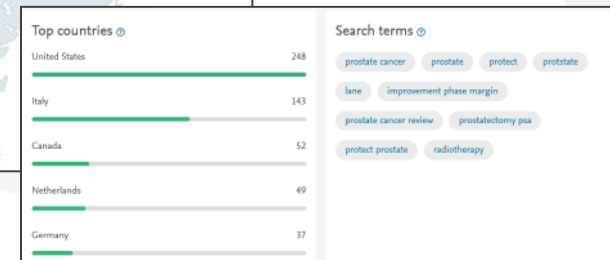 Top countries
United States 248
Italy 143
Canada 52
Netherlands 49
Germany 37
Search terms
prostate cancer prostate protect protstate
lane improvement phase margin
prostate cancer review prostatectomy psa
protect prostate radiotherapy